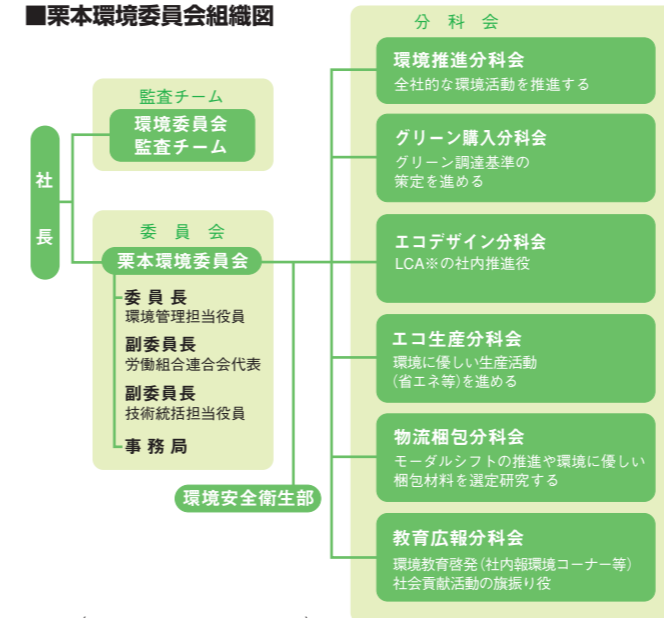 ■栗本環境委員会組織図
社長
監査チーム
環境委員会
監査チーム
委員会
栗本環境委員会
委員長
環境管理担当役員
副委員長
労働組合連合会代表
副委員長
技術統括担当役員
事務局
環境安全衛生部
分科会
環境推進分科会
全社的な環境活動を推進する
グリーン購入分科会
グリーン調達基準の
策定を進める
エコデザイン分科会
LCA※の社内推進役
エコ生産分科会
環境に優しい生産活動
(省エネ等)を進める
物流梱包分科会
モーダルシフトの推進や環境に優しい
梱包材料を選定研究する
教育広報分科会
環境教育啓発(社内報環境コーナー等)
社会貢献活動の旗振り役